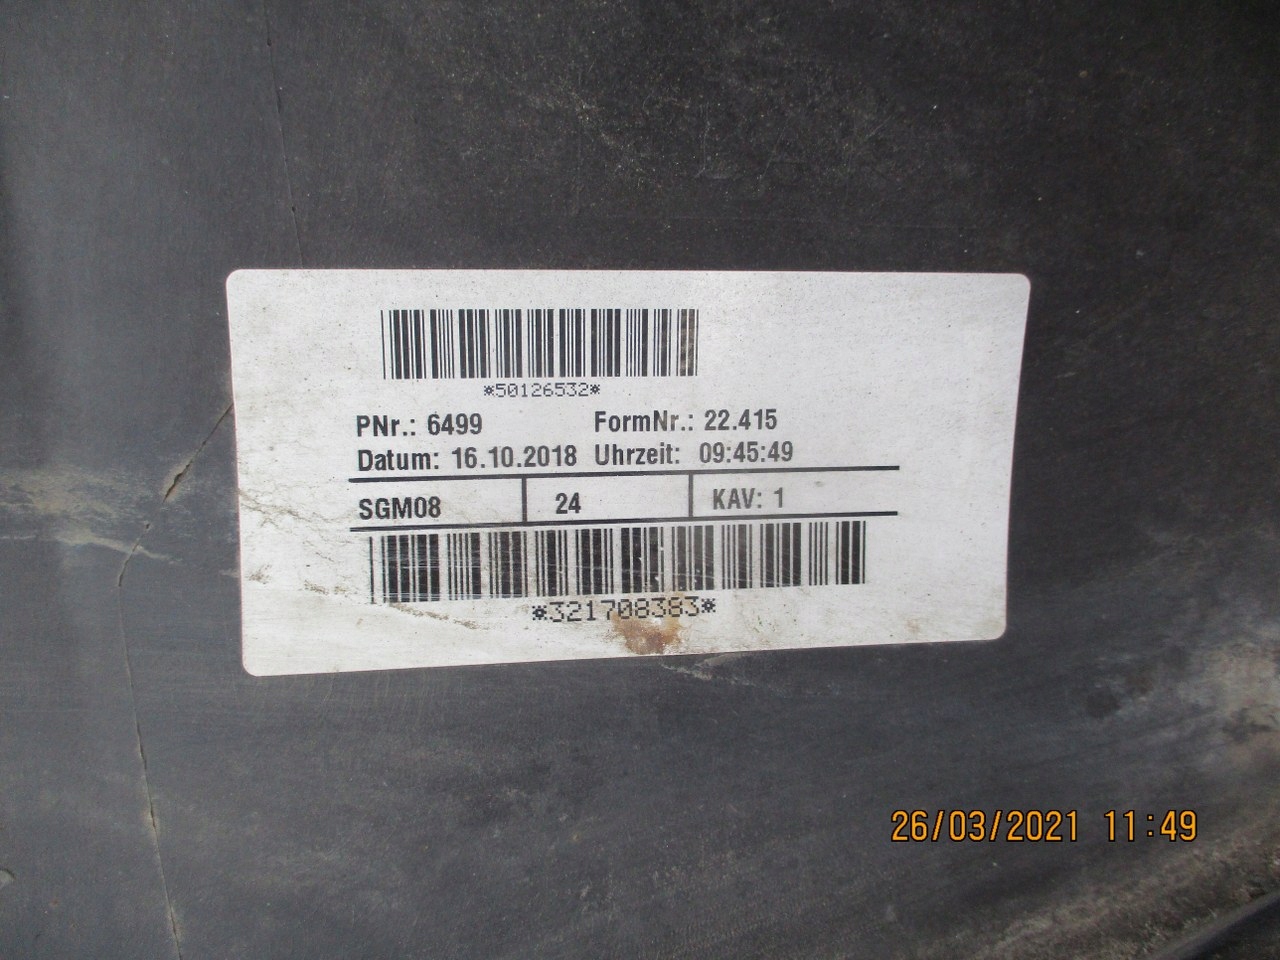 *50126532*
PNr.: 6499 FormNr.: 22.415
Datum: 16.10.2018 Uhrzeit: 09:45:49
SGM08 24 KAV: 1
*321708383*
26/03/2021 11:49